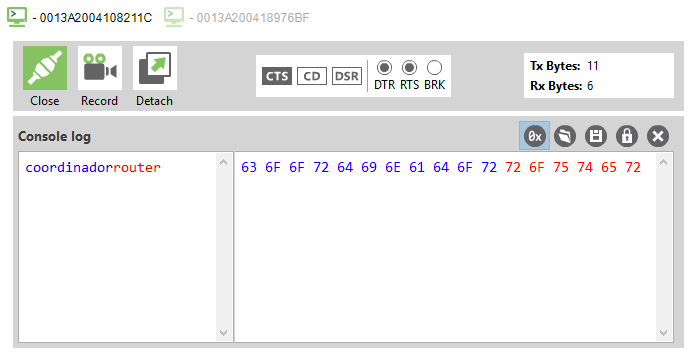 - 0013A2004108211C
- 0013A200418976BF
Close
Record
Detach
CTS CD DSR
DTR RTS BRK
Tx Bytes: 11
Rx Bytes: 6
Console log
0x
coordinadorrouter
63 6F 6F 72 64 69 6E 61 64 6F 72 72 6F 75 74 65 72